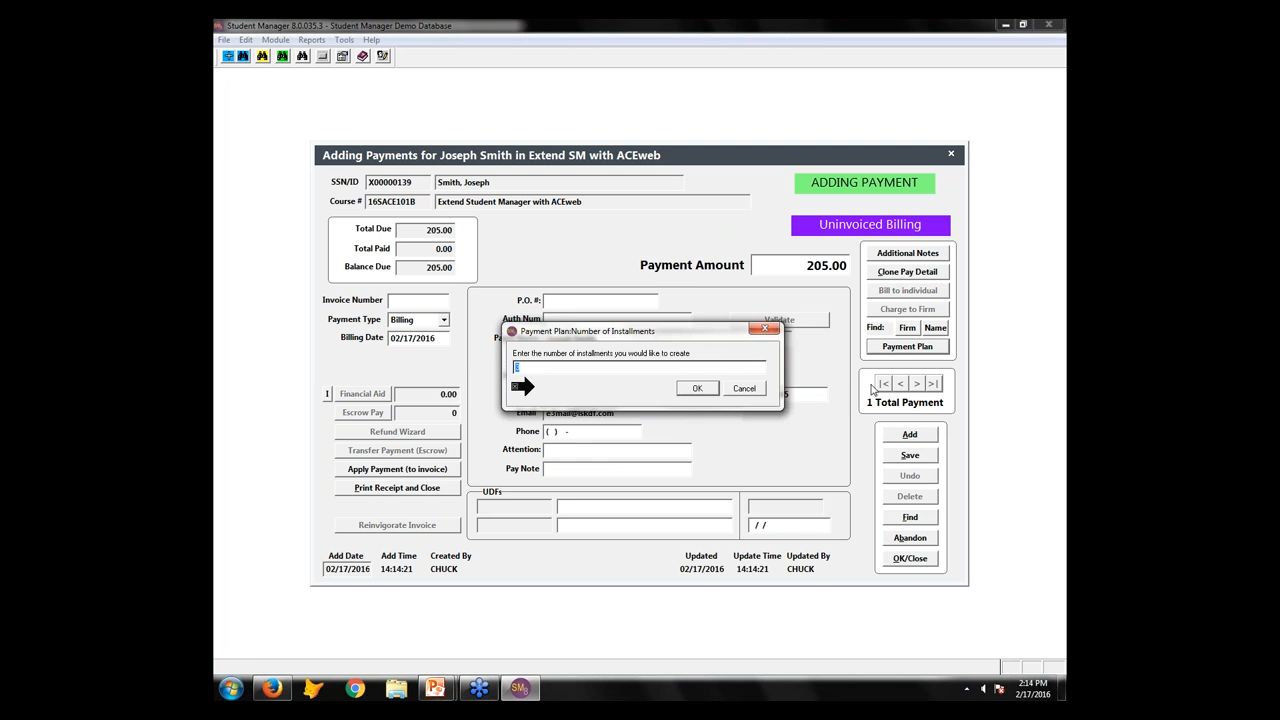 Student Manager 8.0.035.3 - Student Manager Demo Database
File Edit Module Reports Tools Help
Adding Payments for Joseph Smith in Extend SM with ACEweb
SSN/ID X00000139 Smith, Joseph
ADDING PAYMENT
Course # 16SACE101B Extend Student Manager with ACEweb
Uninvoiced Billing
Total Due 205.00
Total Paid 0.00
Balance Due 205.00
Payment Amount 205.00
Additional Notes
Clone Pay Detail
Bill to individual
Charge to Firm
Find: Firm Name
Payment Plan
Invoice Number
P.O. #:
Payment Type Billing
Auth Num
Validate
Billing Date 02/17/2016
Payment Plan:Number of Installments
Enter the number of installments you would like to create
OK Cancel
|< < > >|
1 Total Payment
I Financial Aid 0.00
Escrow Pay 0
Email e3mail@iskdf.com
Refund Wizard
Phone ( ) -
Transfer Payment (Escrow)
Attention:
Apply Payment (to invoice)
Pay Note
Print Receipt and Close
UDFs
Reinvigorate Invoice
/ /
Add
Save
Undo
Delete
Find
Abandon
OK/Close
Add Date Add Time Created By Updated Update Time Updated By
02/17/2016 14:14:21 CHUCK 02/17/2016 14:14:21 CHUCK
SM8
2:14 PM
2/17/2016